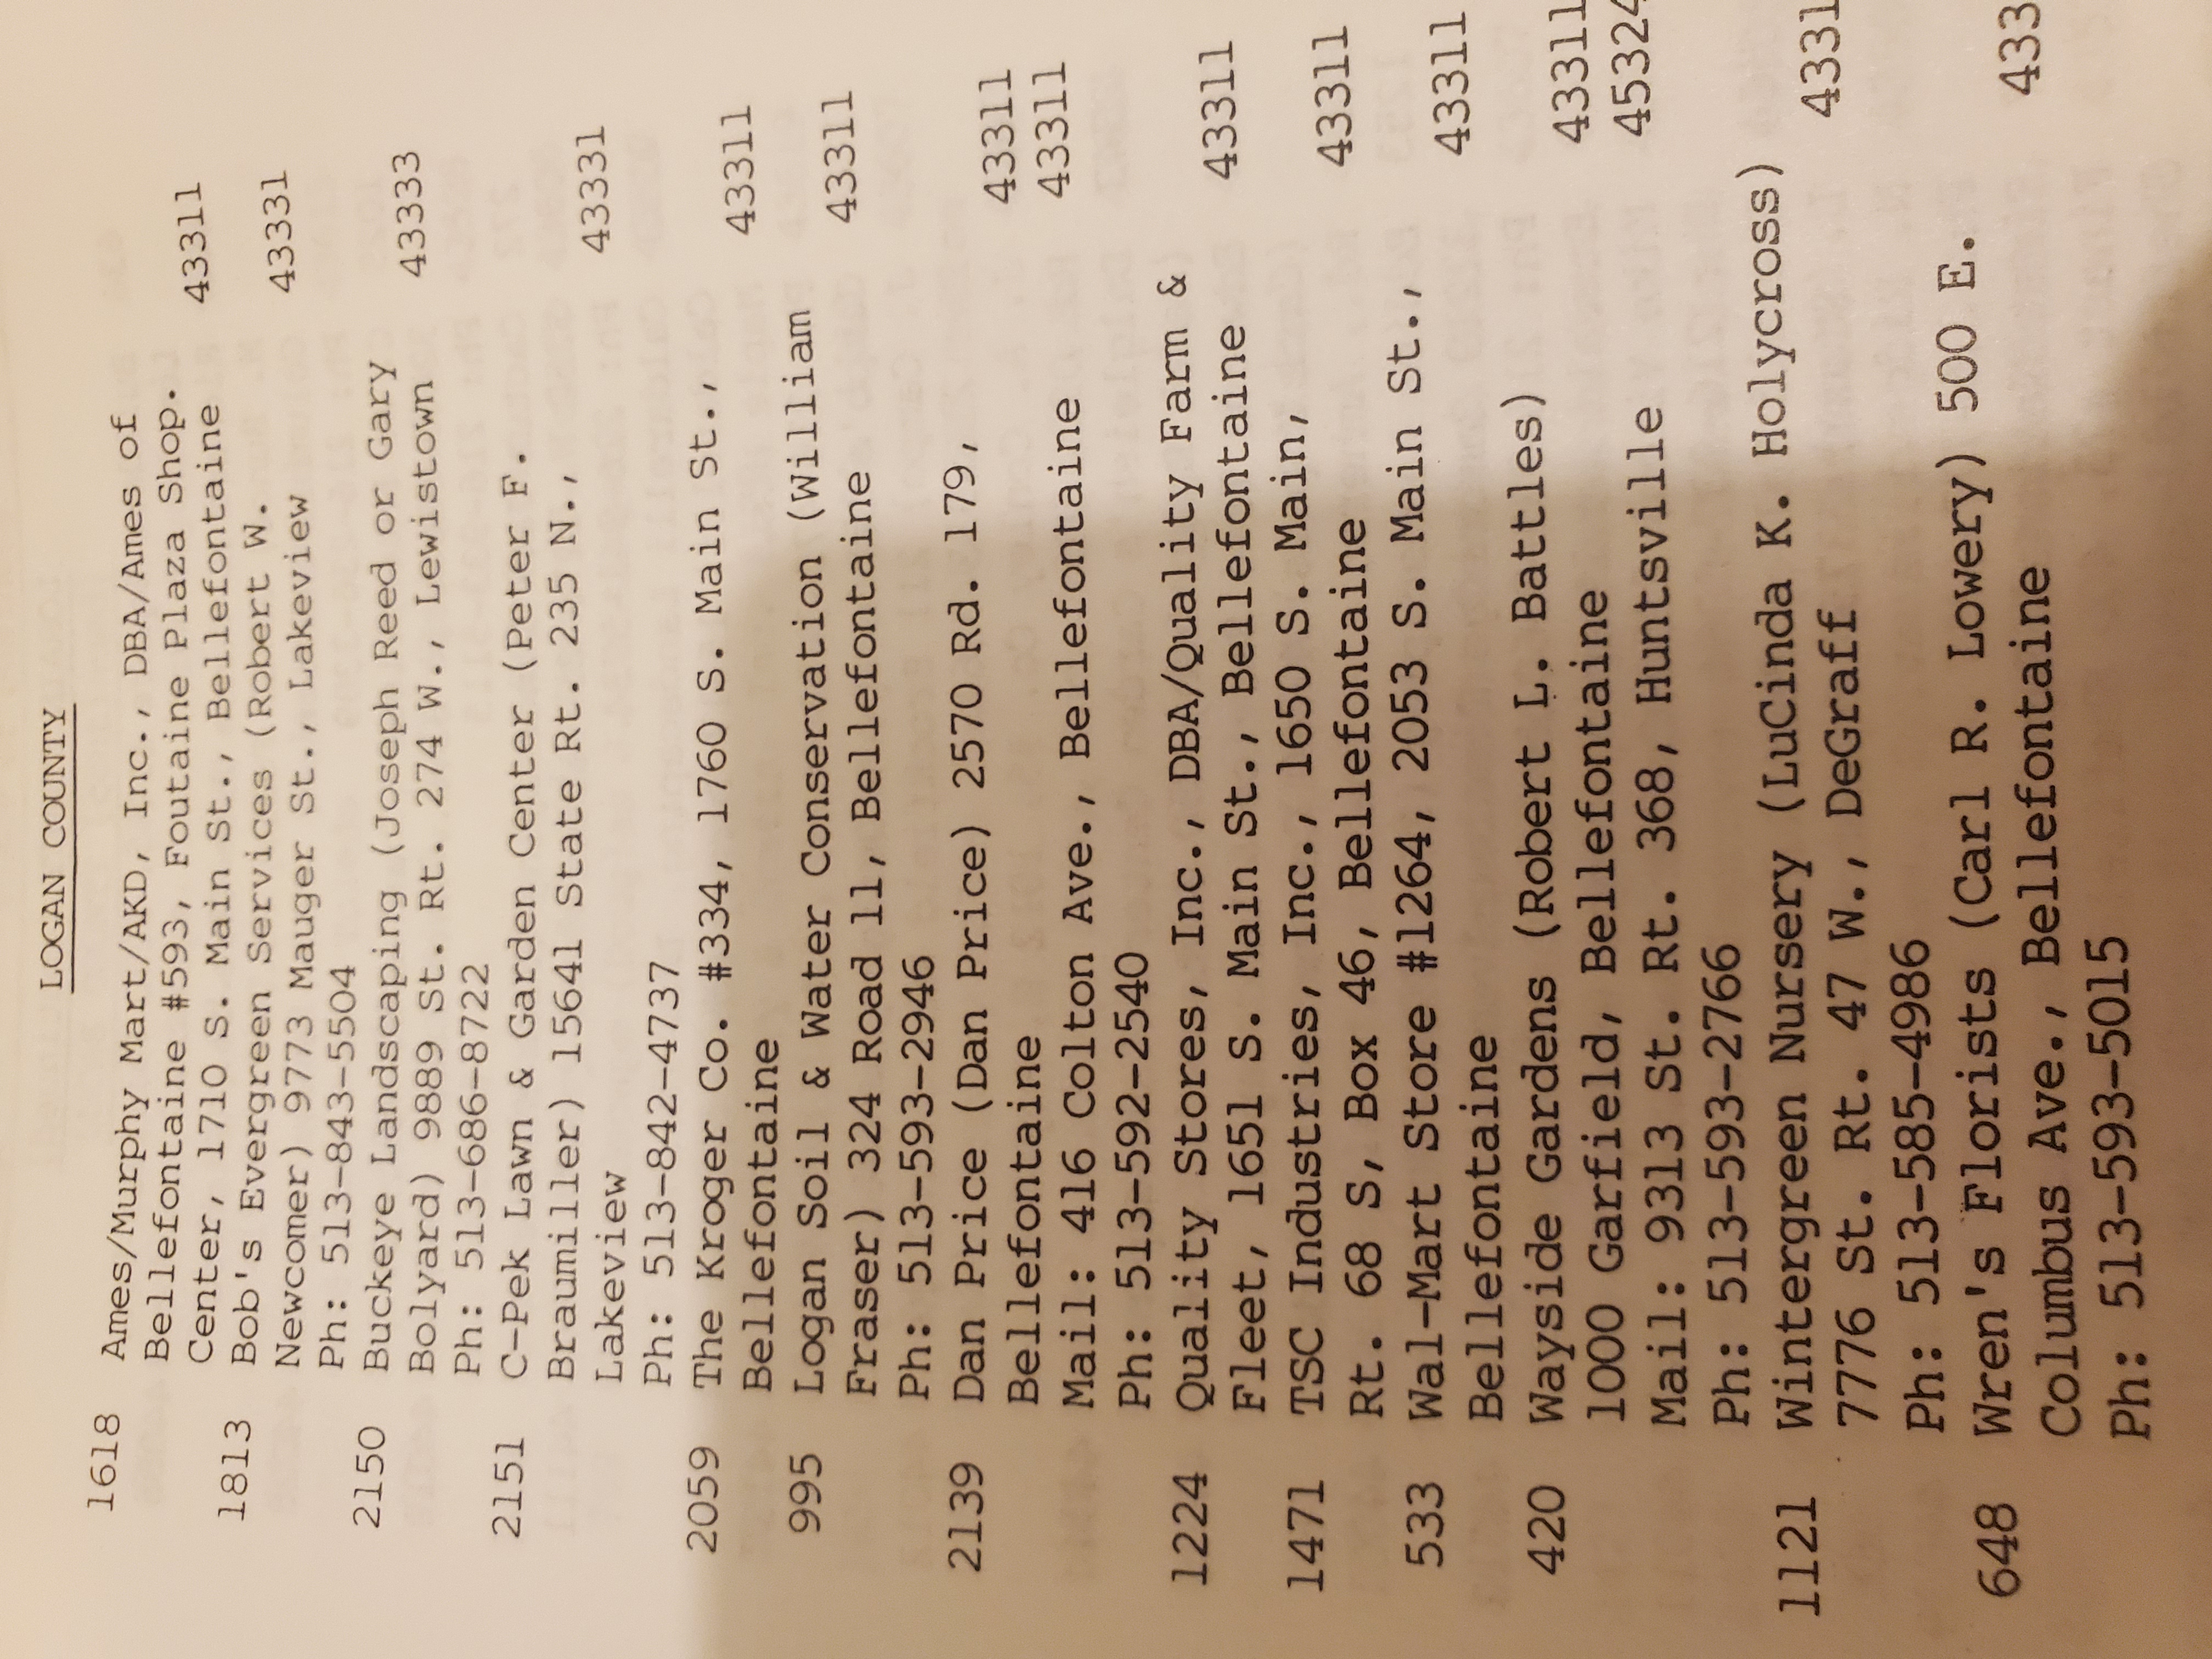 LOGAN COUNTY
1618 Ames/Murphy Mart/AKD, Inc., DBA/Ames of
Bellefontaine #593, Foutaine Plaza Shop.
Center, 1710 S. Main St., Bellefontaine 43311
1813 Bob's Evergreen Services (Robert W.
Newcomer) 9773 Mauger St., Lakeview 43331
Ph: 513-843-5504
2150 Buckeye Landscaping (Joseph Reed or Gary
Bolyard) 9889 St. Rt. 274 W., Lewistown 43333
Ph: 513-686-8722
2151 C-Pek Lawn & Garden Center (Peter F.
Braumiller) 15641 State Rt. 235 N.,
Lakeview 43331
Ph: 513-842-4737
2059 The Kroger Co. #334, 1760 S. Main St.,
Bellefontaine 43311
995 Logan Soil & Water Conservation (William
Fraser) 324 Road 11, Bellefontaine 43311
Ph: 513-593-2946
2139 Dan Price (Dan Price) 2570 Rd. 179,
Bellefontaine 43311
Mail: 416 Colton Ave., Bellefontaine 43311
Ph: 513-592-2540
1224 Quality Stores, Inc., DBA/Quality Farm &
Fleet, 1651 S. Main St., Bellefontaine 43311
1471 TSC Industries, Inc., 1650 S. Main,
Rt. 68 S, Box 46, Bellefontaine 43311
533 Wal-Mart Store #1264, 2053 S. Main St.,
Bellefontaine 43311
420 Wayside Gardens (Robert L. Battles)
1000 Garfield, Bellefontaine 43311
Mail: 9313 St. Rt. 368, Huntsville 45324
Ph: 513-593-2766
1121 Wintergreen Nursery (LuCinda K. Holycross)
7776 St. Rt. 47 W., DeGraff 4331
Ph: 513-585-4986
648 Wren's Florists (Carl R. Lowery) 500 E.
Columbus Ave., Bellefontaine 433
Ph: 513-593-5015